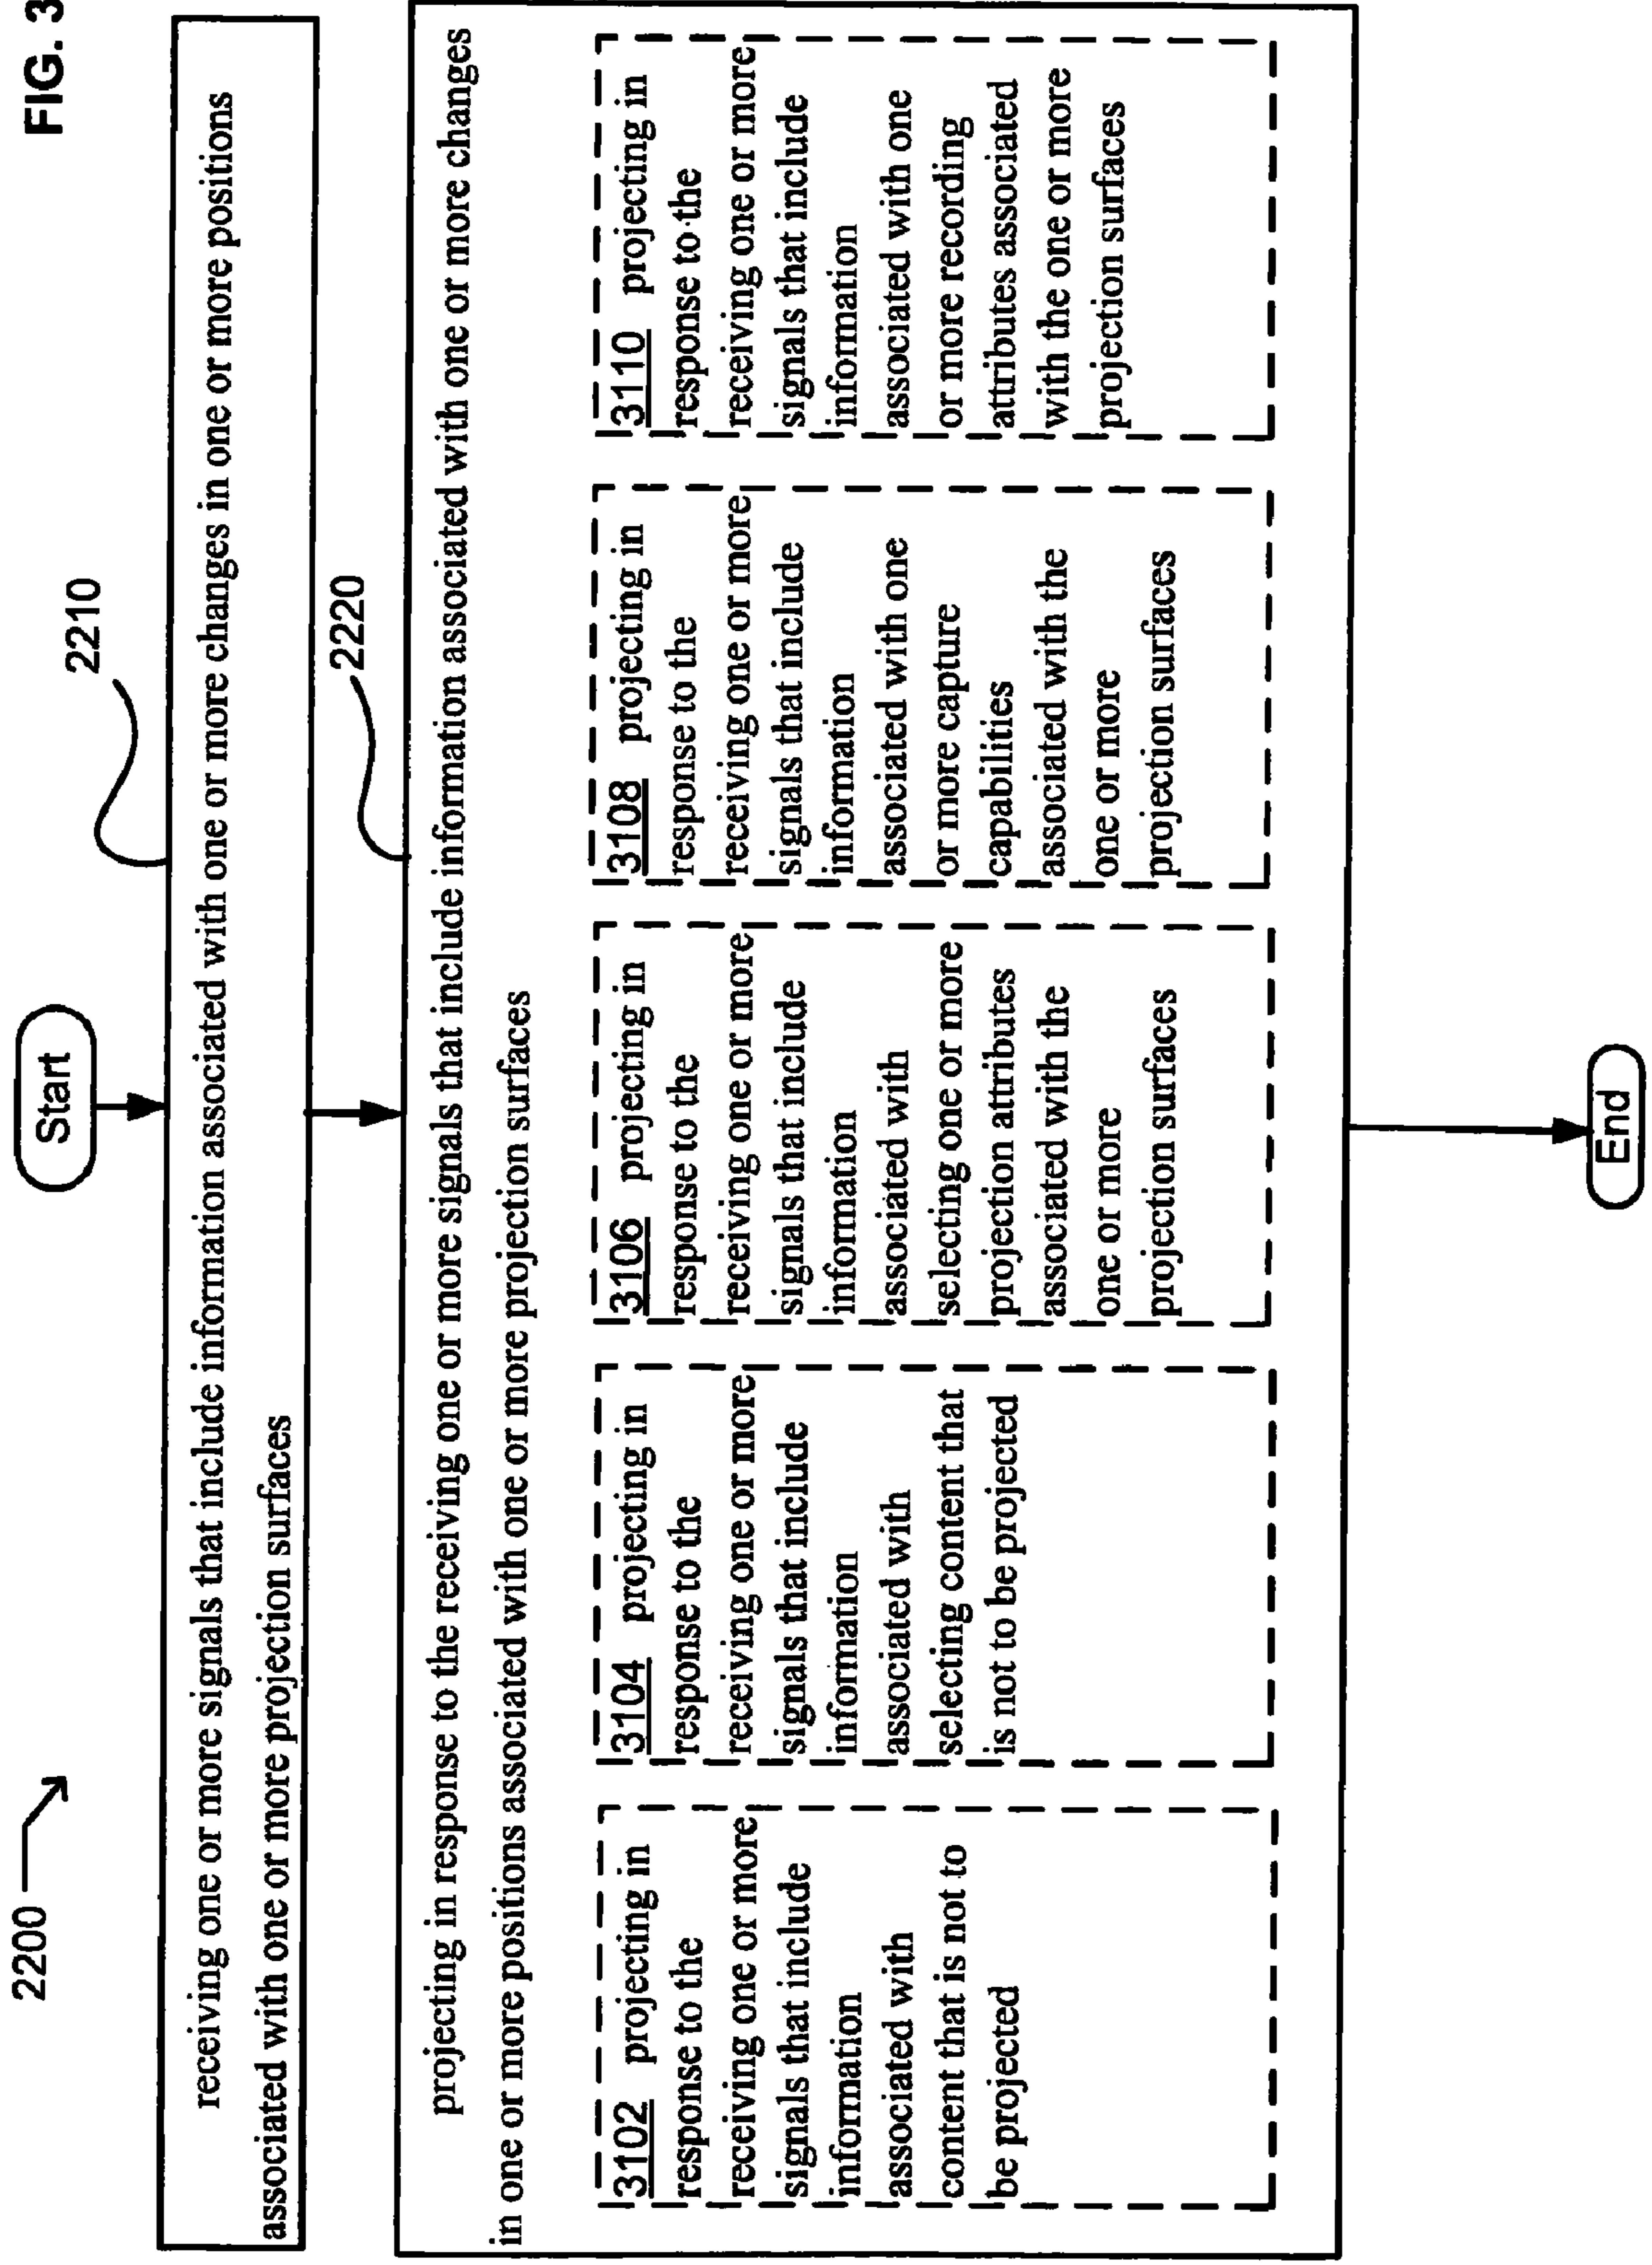 FIG. 3
2200
Start
2210
receiving one or more signals that include information associated with one or more changes in one or more positions
associated with one or more projection surfaces
2220
projecting in response to the receiving one or more signals that include information associated with one or more changes
in one or more positions associated with one or more projection surfaces
3102 projecting in
response to the
receiving one or more
signals that include
information
associated with
content that is not to
be projected
3104 projecting in
response to the
receiving one or more
signals that include
information
associated with
selecting content that
is not to be projected
3106 projecting in
response to the
receiving one or more
signals that include
information
associated with
selecting one or more
projection attributes
associated with the
one or more
projection surfaces
3108 projecting in
response to the
receiving one or more
signals that include
information
associated with one
or more capture
capabilities
associated with the
one or more
projection surfaces
3110 projecting in
response to the
receiving one or more
signals that include
information
associated with one
or more recording
attributes associated
with the one or more
projection surfaces
End